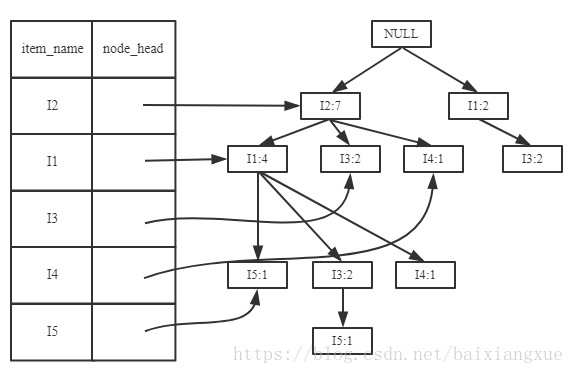 item_name node_head
NULL
I2
I2:7
I1:2
I1
I1:4
I3:2
I4:1
I3:2
I3
I4
I5:1
I3:2
I4:1
I5
I5:1
https://blog.csdn.net/baixiangxue